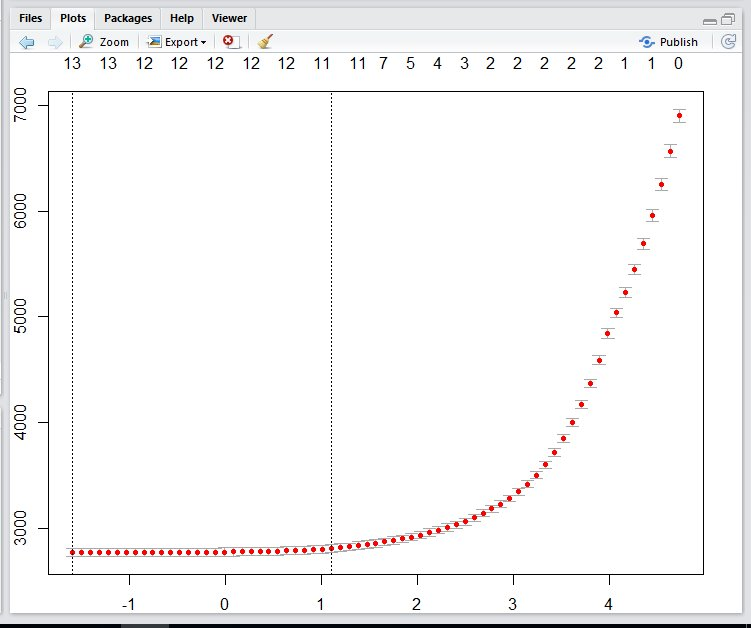 Files Plots Packages Help Viewer
Zoom Export Publish
13 13 12 12 12 12 12 11 11 7 5 4 3 2 2 2 2 2 1 1 0
7000
6000
5000
4000
3000
-1 0 1 2 3 4